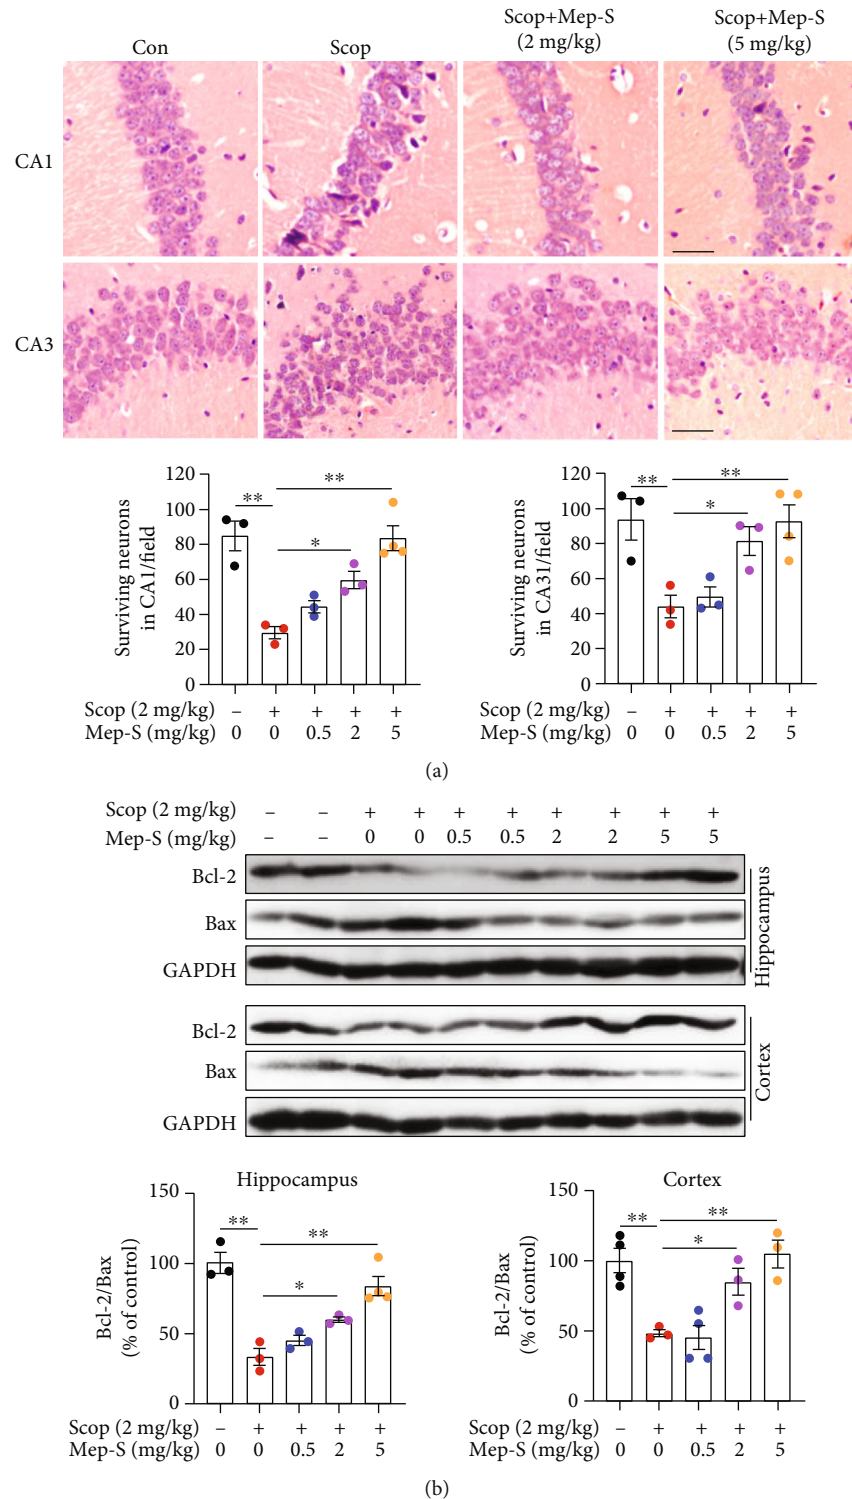 Con Scop Scop+Mep-S (2 mg/kg) Scop+Mep-S (5 mg/kg)
CA1
CA3
Surviving neurons in CA1/field
120
100
80
60
40
20
0
** ** *
Scop (2 mg/kg) – + + + +
Mep-S (mg/kg) 0 0 0.5 2 5
Surviving neurons in CA31/field
120
100
80
60
40
20
0
** ** *
Scop (2 mg/kg) – + + + +
Mep-S (mg/kg) 0 0 0.5 2 5
(a)
Scop (2 mg/kg) – – + + + + + + + +
Mep-S (mg/kg) – – 0 0 0.5 0.5 2 2 5 5
Bcl-2
Bax
GAPDH
Hippocampus
Bcl-2
Bax
GAPDH
Cortex
Hippocampus
Bcl-2/Bax (% of control)
150
100
50
0
** ** *
Scop (2 mg/kg) – + + + +
Mep-S (mg/kg) 0 0 0.5 2 5
Cortex
Bcl-2/Bax (% of control)
150
100
50
0
** ** *
Scop (2 mg/kg) – + + + +
Mep-S (mg/kg) 0 0 0.5 2 5
(b)